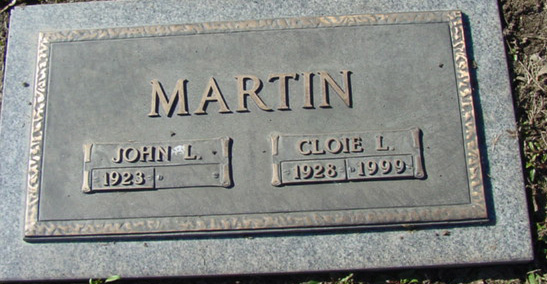 MARTIN
JOHN L. CLOIE L.
1923 1928 1999